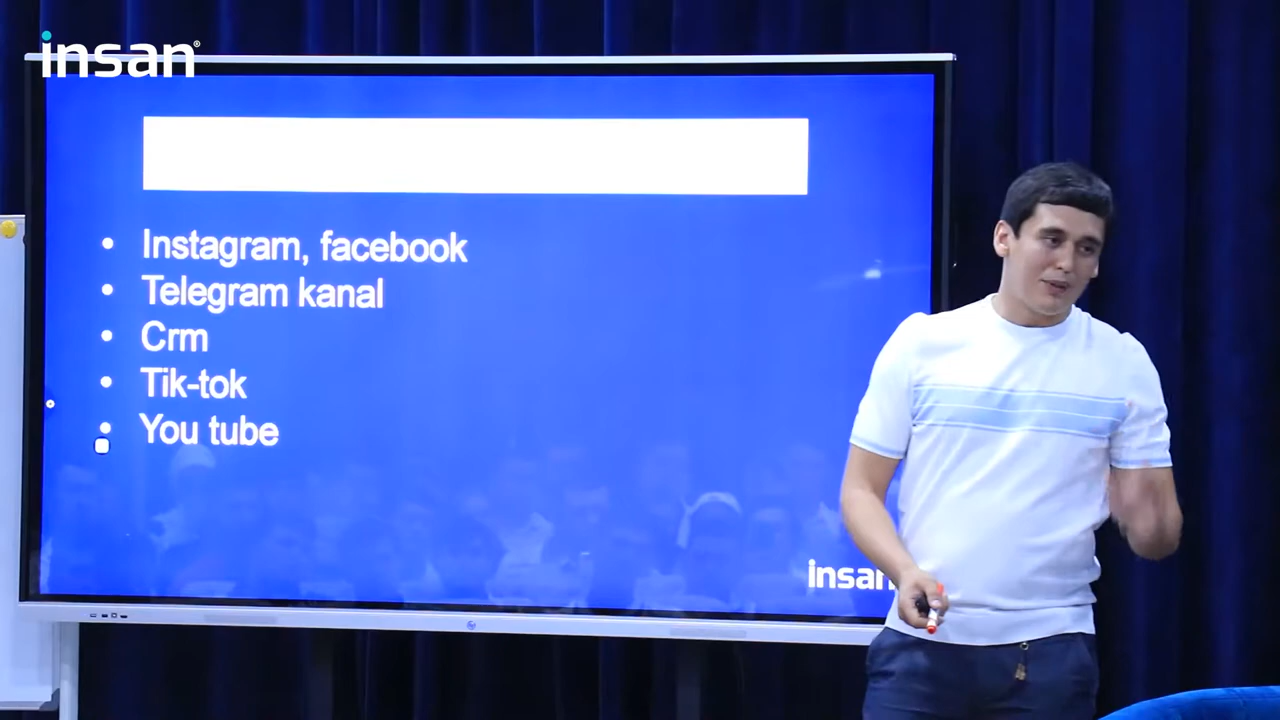 insan®
Instagram, facebook
Telegram kanal
Crm
Tik-tok
You tube
insan